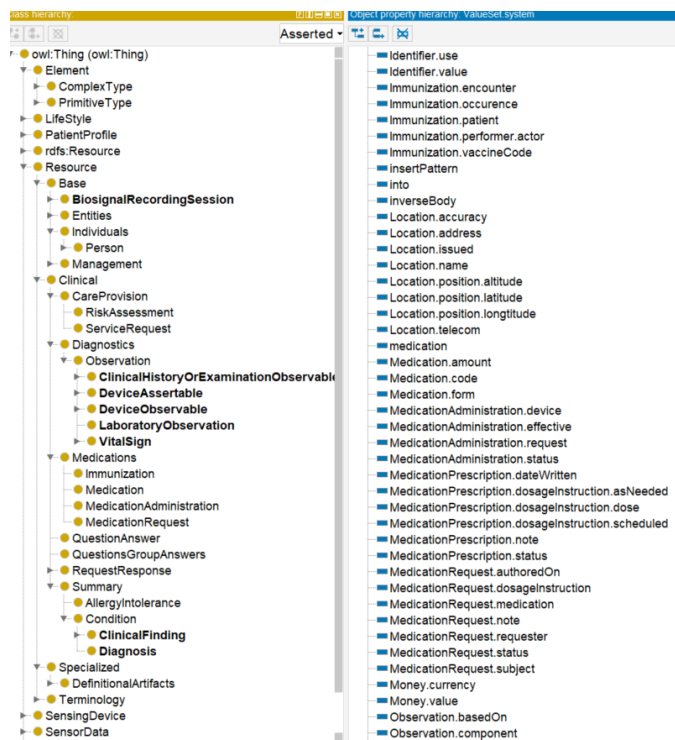 Class hierarchy:
Asserted
owl:Thing (owl:Thing)
Element
ComplexType
PrimitiveType
LifeStyle
PatientProfile
rdfs:Resource
Resource
Base
BiosignalRecordingSession
Entities
Individuals
Person
Management
Clinical
CareProvision
RiskAssessment
ServiceRequest
Diagnostics
Observation
ClinicalHistoryOrExaminationObservable
DeviceAssertable
DeviceObservable
LaboratoryObservation
VitalSign
Medications
Immunization
Medication
MedicationAdministration
MedicationRequest
QuestionAnswer
QuestionsGroupAnswers
RequestResponse
Summary
AllergyIntolerance
Condition
ClinicalFinding
Diagnosis
Specialized
DefinitionalArtifacts
Terminology
SensingDevice
SensorData
Object property hierarchy: ValueSet.system
Identifier.use
Identifier.value
Immunization.encounter
Immunization.occurence
Immunization.patient
Immunization.performer.actor
Immunization.vaccineCode
insertPattern
into
inverseBody
Location.accuracy
Location.address
Location.issued
Location.name
Location.position.altitude
Location.position.latitude
Location.position.longtitude
Location.telecom
medication
Medication.amount
Medication.code
Medication.form
MedicationAdministration.device
MedicationAdministration.effective
MedicationAdministration.request
MedicationAdministration.status
MedicationPrescription.dateWritten
MedicationPrescription.dosageInstruction.asNeeded
MedicationPrescription.dosageInstruction.dose
MedicationPrescription.dosageInstruction.scheduled
MedicationPrescription.note
MedicationPrescription.status
MedicationRequest.authoredOn
MedicationRequest.dosageInstruction
MedicationRequest.medication
MedicationRequest.note
MedicationRequest.requester
MedicationRequest.status
MedicationRequest.subject
Money.currency
Money.value
Observation.basedOn
Observation.component